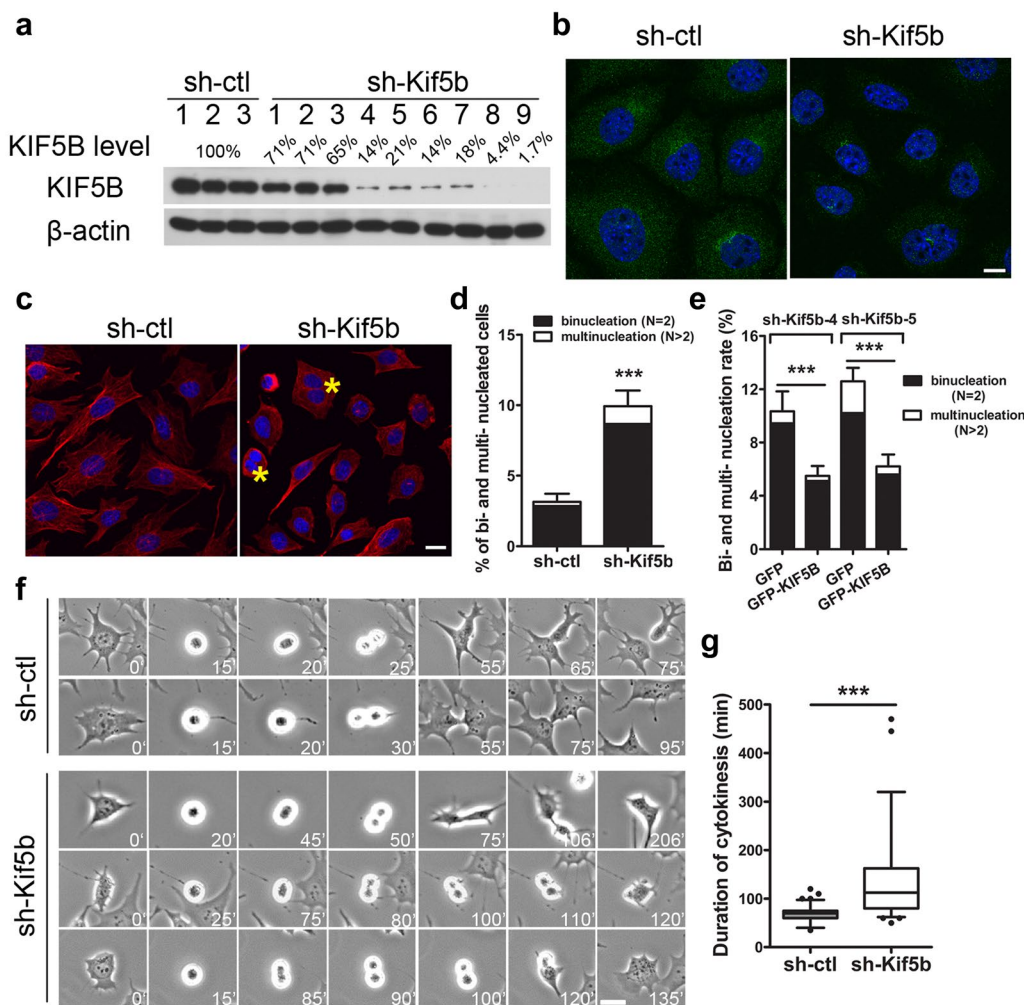 a
sh-ctl sh-Kif5b
1 2 3 1 2 3 4 5 6 7 8 9
KIF5B level 100% 71% 71% 65% 14% 21% 14% 18% 4.4% 1.7%
KIF5B
β-actin
b
sh-ctl sh-Kif5b
c
sh-ctl sh-Kif5b
*
*
d
% of bi- and multi- nucleated cells
15
10
5
0
binucleation (N=2)
multinucleation (N>2)
***
sh-ctl sh-Kif5b
e
Bi- and multi- nucleation rate (%)
16
12
8
4
0
sh-Kif5b-4 sh-Kif5b-5
*** ***
binucleation
(N=2)
multinucleation
(N>2)
GFP GFP-KIF5B GFP GFP-KIF5B
f
sh-ctl
0' 15' 20' 25' 55' 65' 75'
0' 15' 20' 30' 55' 75' 95'
sh-Kif5b
0' 20' 45' 50' 75' 106' 206'
0' 25' 75' 80' 100' 110' 120'
0' 15' 85' 90' 100' 120' 135'
g
Duration of cytokinesis (min)
500
400
300
200
100
0
***
sh-ctl sh-Kif5b